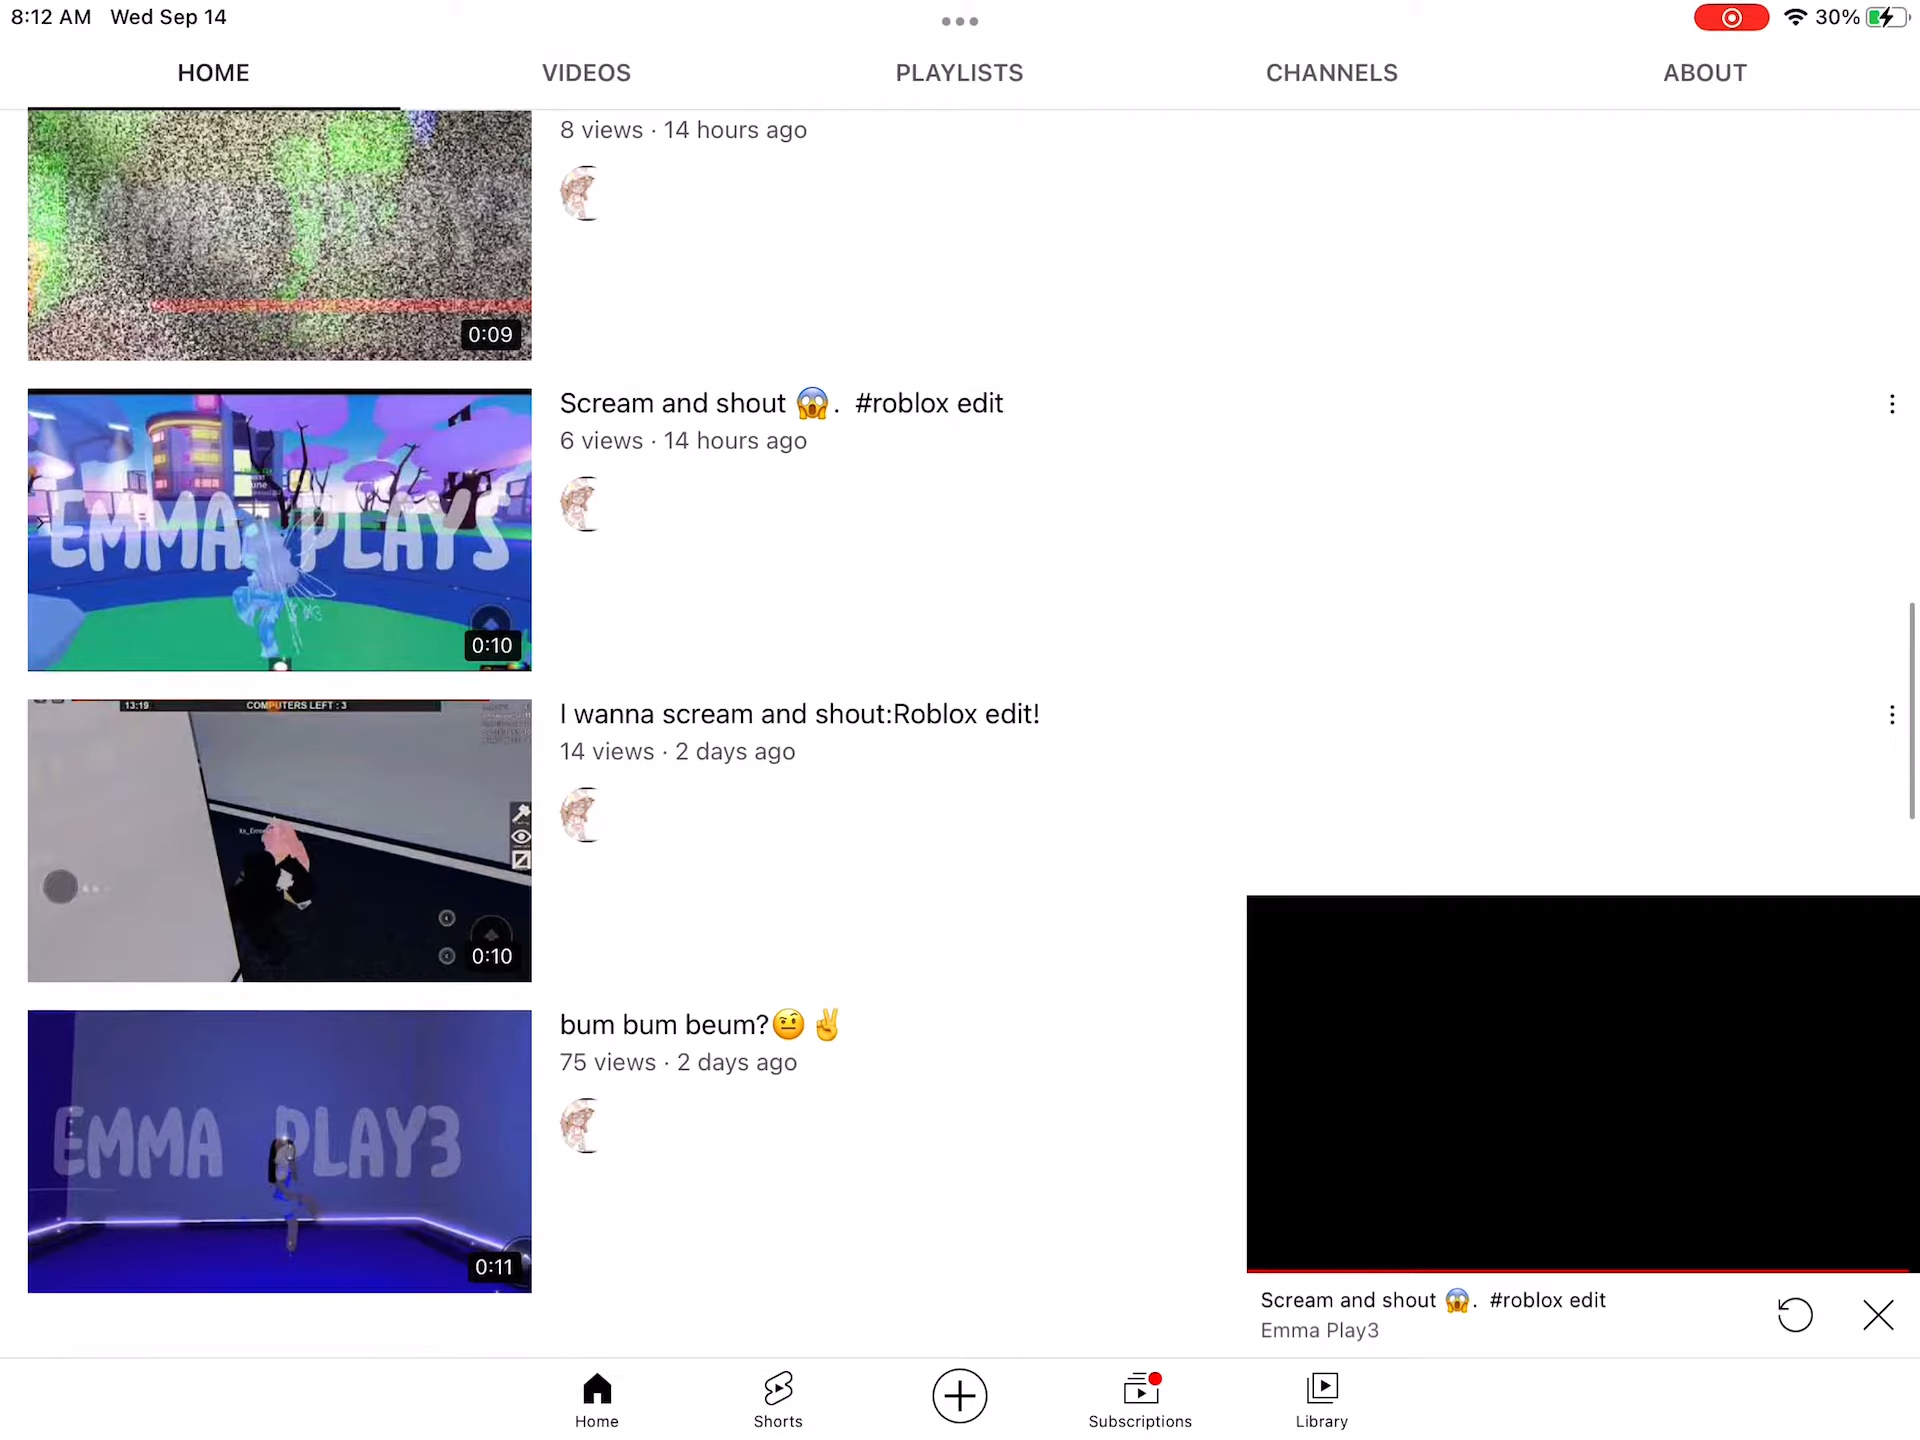 8:12 AM Wed Sep 14
30%
HOME VIDEOS PLAYLISTS CHANNELS ABOUT
8 views · 14 hours ago
0:09
Scream and shout 😱. #roblox edit
6 views · 14 hours ago
EMMA PLAYS
0:10
I wanna scream and shout:Roblox edit!
14 views · 2 days ago
13:19 COMPUTERS LEFT : 3
0:10
bum bum beum?🤨✌️
75 views · 2 days ago
EMMA PLAY3
0:11
Scream and shout 😱. #roblox edit
Emma Play3
Home Shorts Subscriptions Library